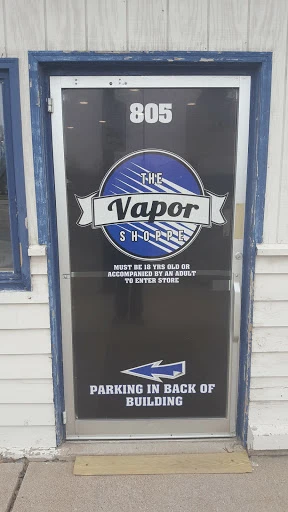 805
THE
Vapor
SHOPPE
MUST BE 18 YRS OLD OR
ACCOMPANIED BY AN ADULT
TO ENTER STORE
PARKING IN BACK OF
BUILDING